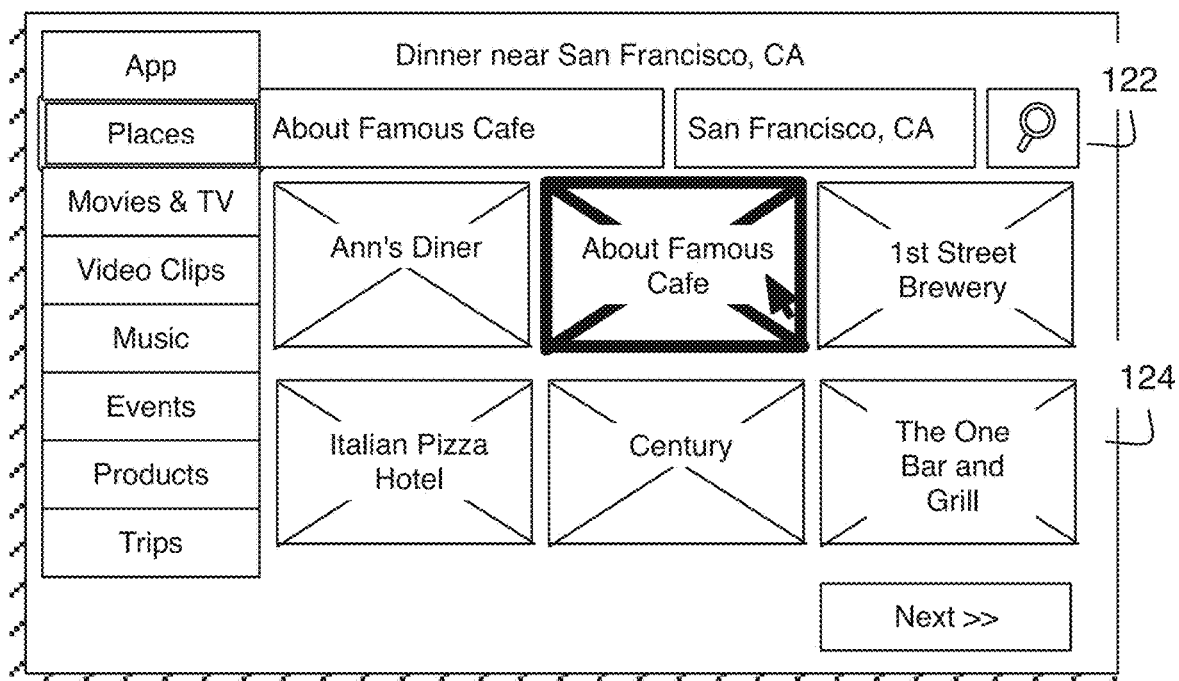 App
Dinner near San Francisco, CA
122
Places
About Famous Cafe
San Francisco, CA
Movies & TV
Video Clips
Music
Events
Products
Trips
Ann's Diner
About Famous
Cafe
1st Street
Brewery
124
Italian Pizza
Hotel
Century
The One
Bar and
Grill
Next >>